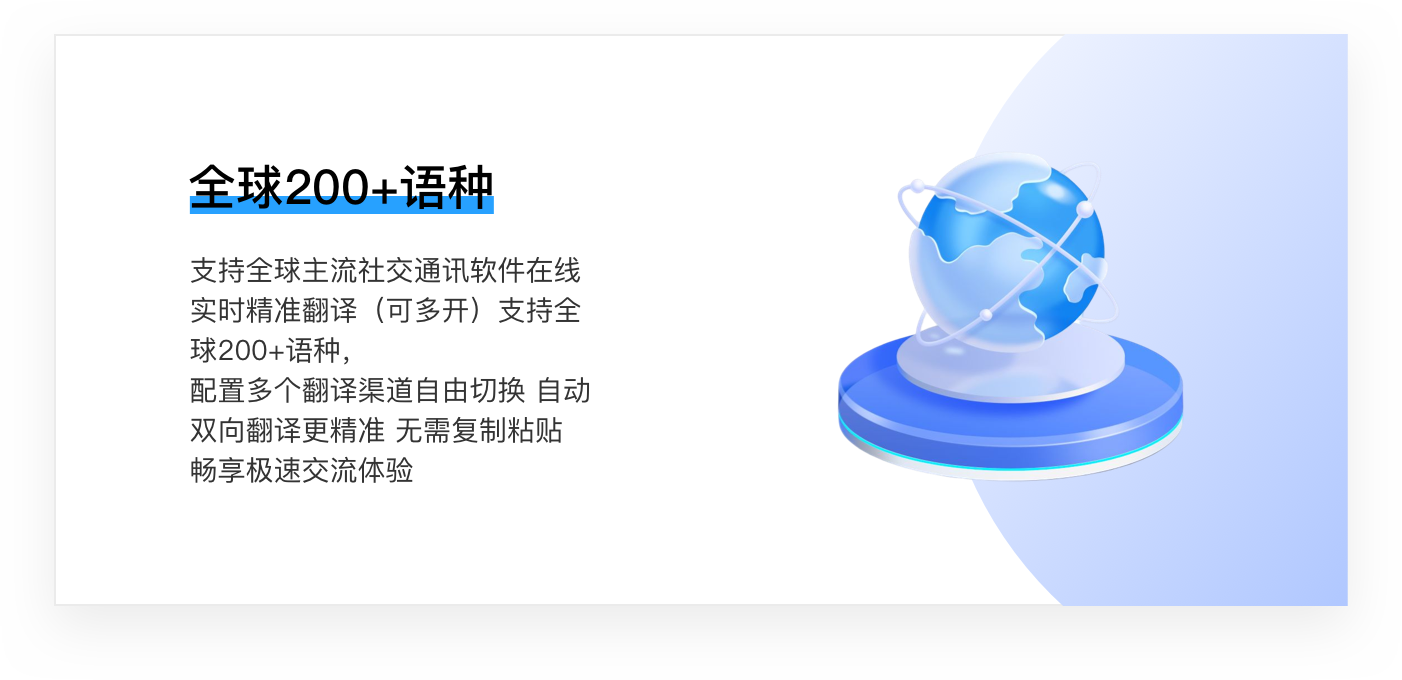 全球200+语种
支持全球主流社交通讯软件在线
实时精准翻译（可多开）支持全
球200+语种，
配置多个翻译渠道自由切换 自动
双向翻译更精准 无需复制粘贴
畅享极速交流体验